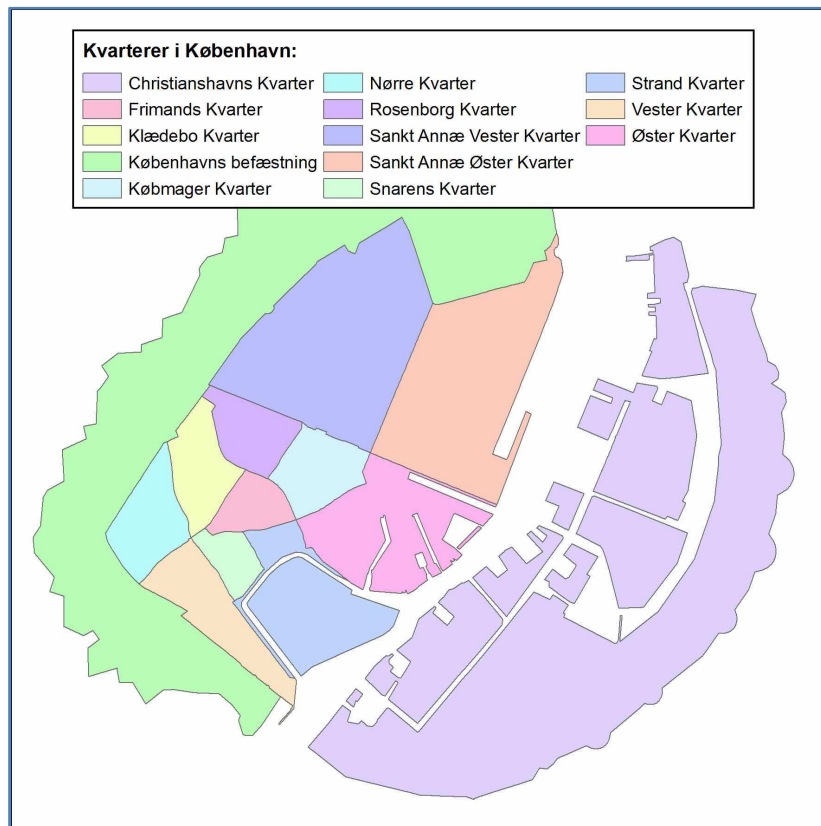 Kvarterer i København:
Christianshavns Kvarter
Frimands Kvarter
Klædebo Kvarter
Københavns befæstning
Købmager Kvarter
Nørre Kvarter
Rosenborg Kvarter
Sankt Annæ Vester Kvarter
Sankt Annæ Øster Kvarter
Snarens Kvarter
Strand Kvarter
Vester Kvarter
Øster Kvarter